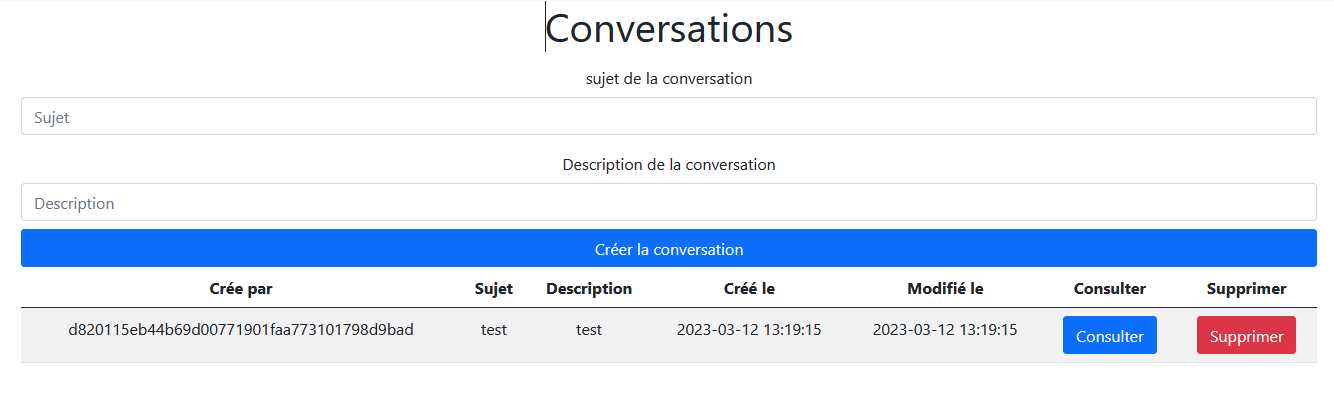 Conversations
sujet de la conversation
Sujet
Description de la conversation
Description
Créer la conversation
Crée par Sujet Description Créé le Modifié le Consulter Supprimer
d820115eb44b69d00771901faa773101798d9bad test test 2023-03-12 13:19:15 2023-03-12 13:19:15 Consulter Supprimer